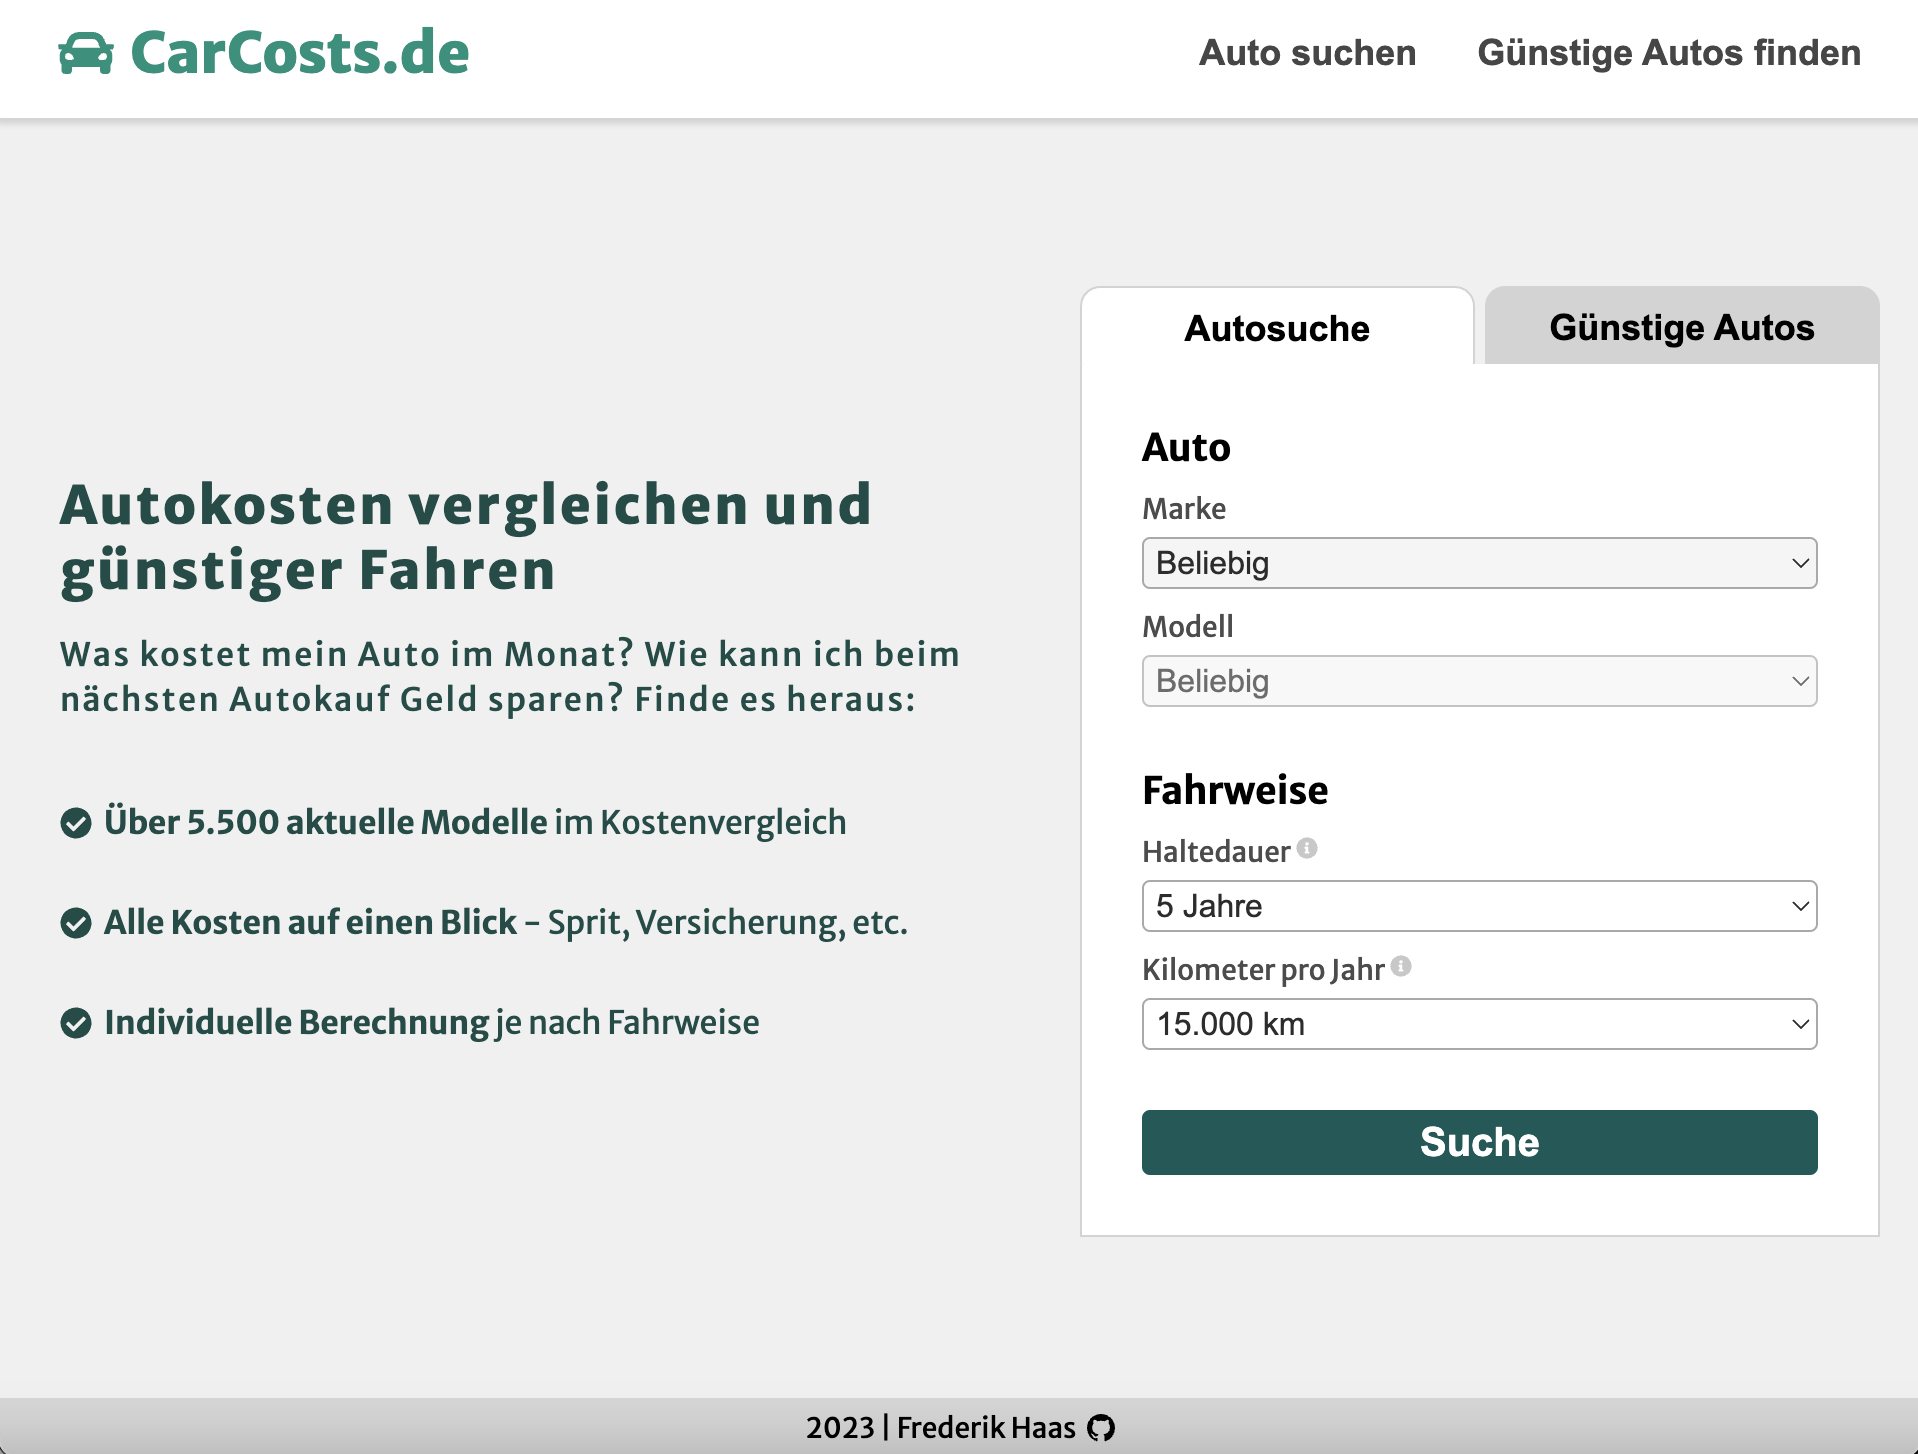 CarCosts.de
Auto suchen
Günstige Autos finden
Autokosten vergleichen und
günstiger Fahren
Was kostet mein Auto im Monat? Wie kann ich beim
nächsten Autokauf Geld sparen? Finde es heraus:
Über 5.500 aktuelle Modelle im Kostenvergleich
Alle Kosten auf einen Blick – Sprit, Versicherung, etc.
Individuelle Berechnung je nach Fahrweise
Autosuche
Günstige Autos
Auto
Marke
Beliebig
Modell
Beliebig
Fahrweise
Haltedauer
5 Jahre
Kilometer pro Jahr
15.000 km
Suche
2023 | Frederik Haas